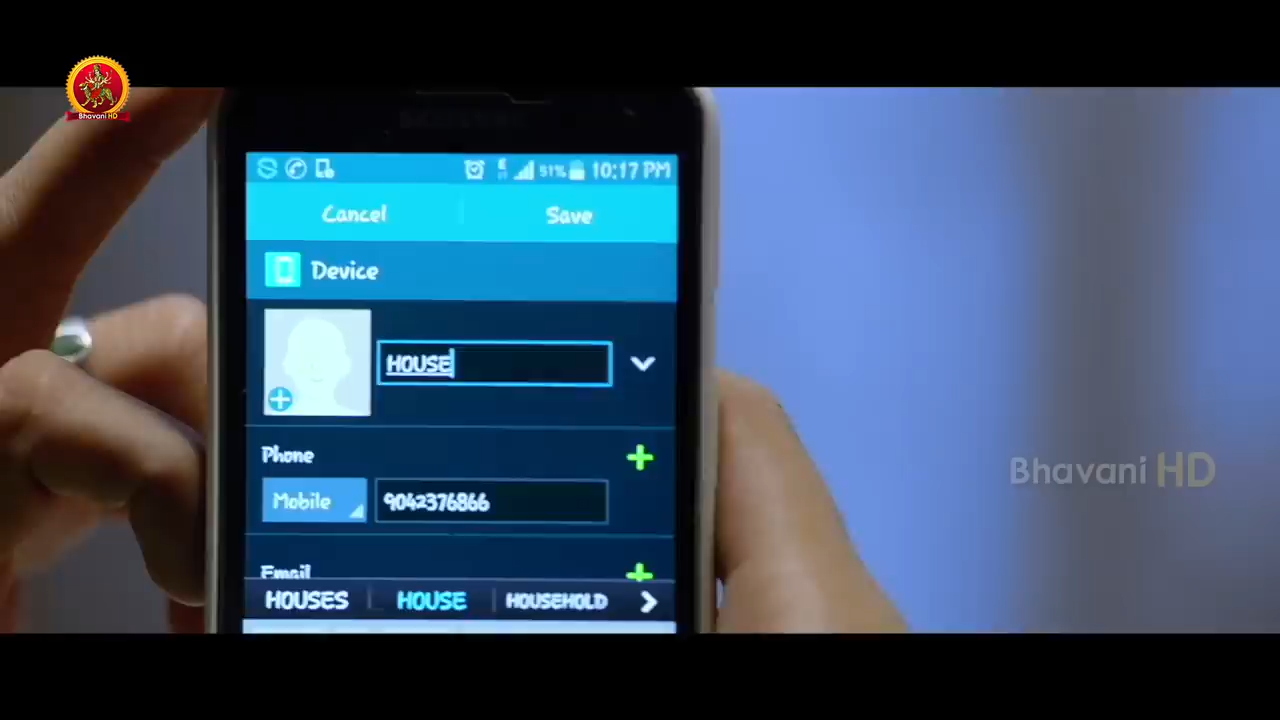 Bhavani HD
51% 10:17 PM
Cancel Save
Device
HOUSE
Phone
Mobile 9042376866
Email
HOUSES HOUSE HOUSEHOLD
Bhavani HD